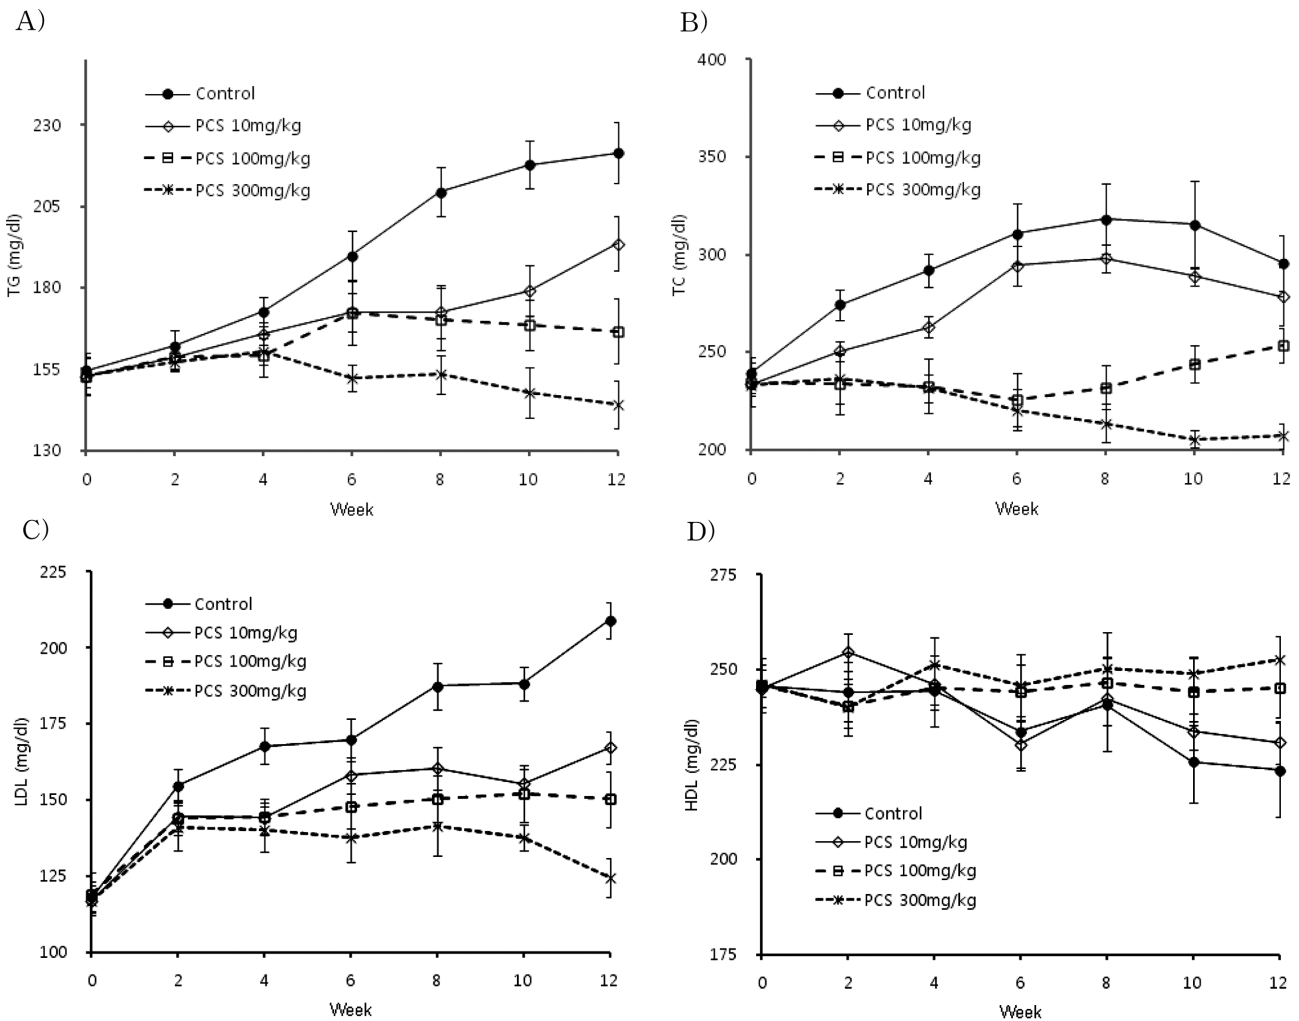 A)
Control
PCS 10mg/kg
PCS 100mg/kg
PCS 300mg/kg
TG (mg/dl)
230
205
180
155
130
0 2 4 6 8 10 12
Week
B)
Control
PCS 10mg/kg
PCS 100mg/kg
PCS 300mg/kg
TC (mg/dl)
400
350
300
250
200
0 2 4 6 8 10 12
Week
C)
Control
PCS 10mg/kg
PCS 100mg/kg
PCS 300mg/kg
LDL (mg/dl)
225
200
175
150
125
100
0 2 4 6 8 10 12
Week
D)
HDL (mg/dl)
275
250
225
200
175
Control
PCS 10mg/kg
PCS 100mg/kg
PCS 300mg/kg
0 2 4 6 8 10 12
Week